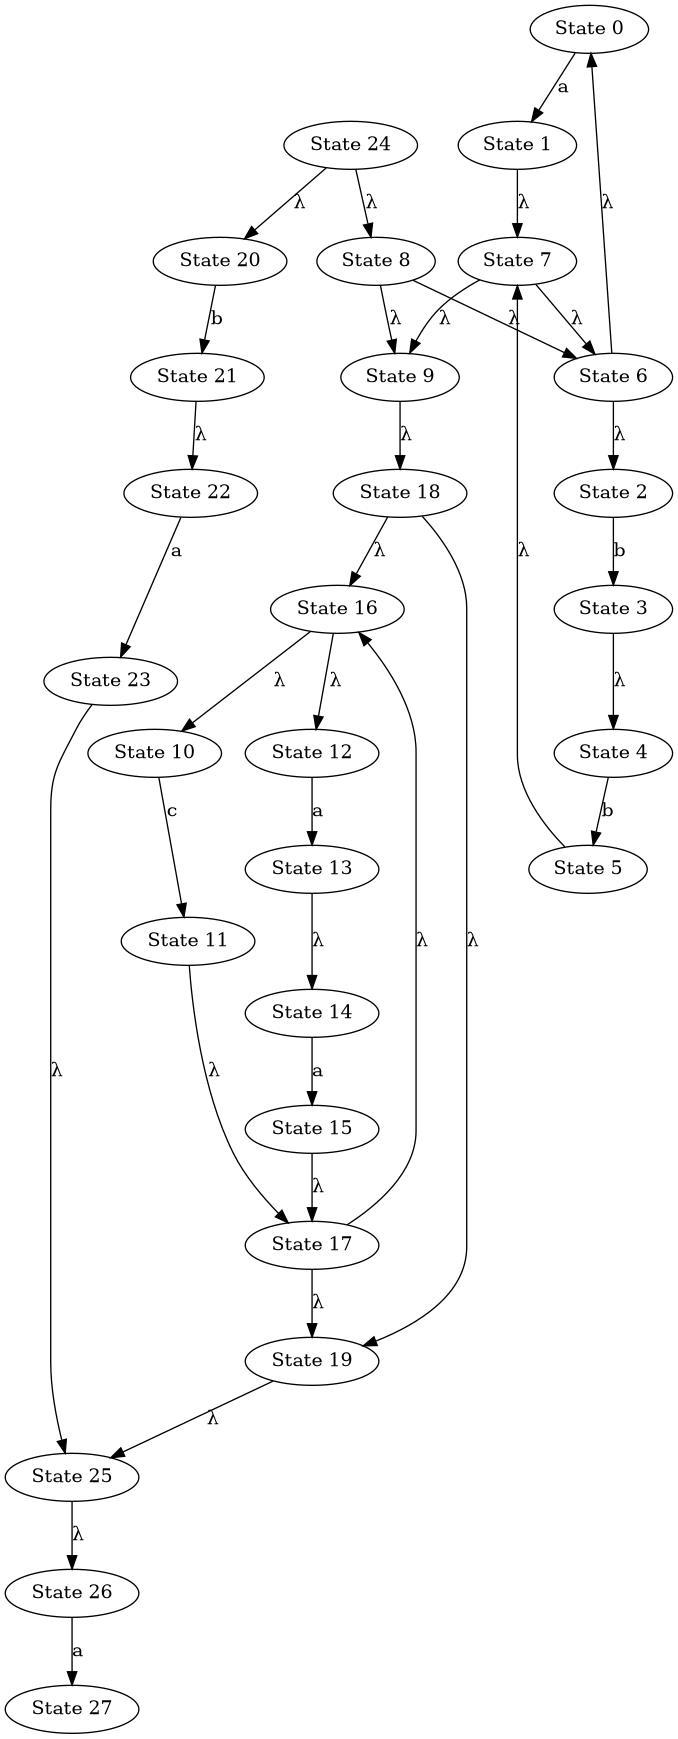 State 0
a
State 24
State 1
λ
λ
λ
State 20
State 8
State 7
λ
b
λ
λ
λ
λ
State 21
State 9
State 6
λ
λ
λ
State 22
State 18
State 2
a
λ
λ
b
State 16
State 3
State 23
λ
λ
λ
State 10
State 12
State 4
c
a
b
State 13
State 5
State 11
λ
λ
λ
State 14
λ
λ
a
State 15
λ
State 17
λ
State 19
λ
State 25
λ
State 26
a
State 27